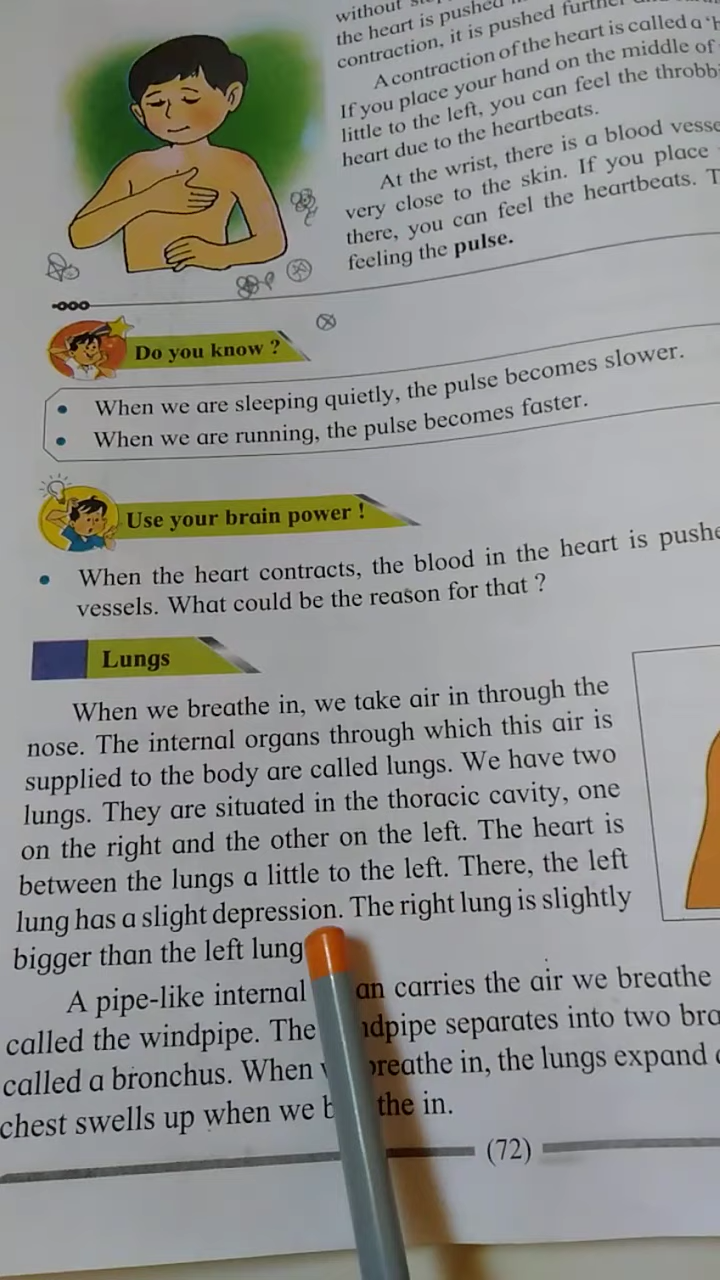 without
the heart is pushed
contraction, it is pushed further
A contraction of the heart is called a
If you place your hand on the middle of
little to the left, you can feel the
heart due to the heartbeats.
At the wrist, there is a blood
very close to the skin. If you place
there, you can feel the heartbeats.
feeling the pulse.
Do you know ?
• When we are sleeping quietly, the pulse becomes slower.
• When we are running, the pulse becomes faster.
Use your brain power !
• When the heart contracts, the blood in the heart is
vessels. What could be the reason for that ?
Lungs
When we breathe in, we take air in through the
nose. The internal organs through which this air is
supplied to the body are called lungs. We have two
lungs. They are situated in the thoracic cavity, one
on the right and the other on the left. The heart is
between the lungs a little to the left. There, the left
lung has a slight depression. The right lung is slightly
bigger than the left lung
A pipe-like internal carries the air we breathe
called the windpipe. The separates into two
called a bronchus. When breathe in, the lungs expand
chest swells up when we in.
(72)